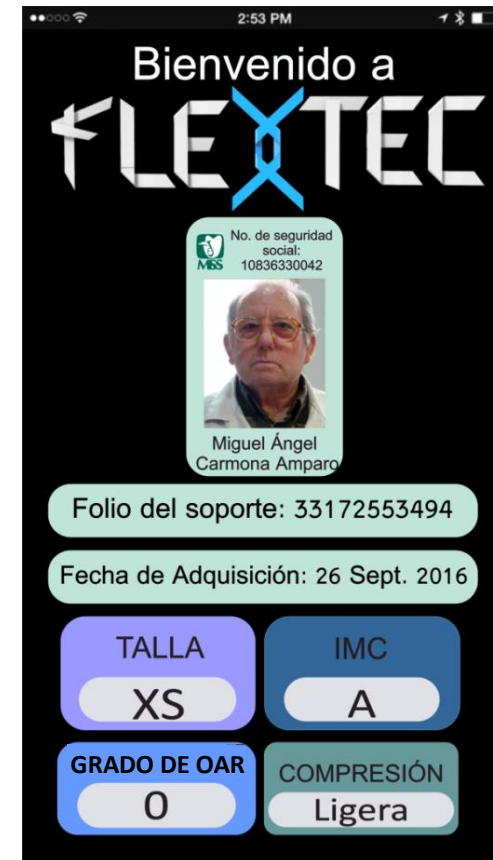 2:53 PM
Bienvenido a
FLEXTEC
No. de seguridad
social:
10836330042
IMSS
Miguel Ángel
Carmona Amparo
Folio del soporte: 33172553494
Fecha de Adquisición: 26 Sept. 2016
TALLA
XS
IMC
A
GRADO DE OAR
0
COMPRESIÓN
Ligera